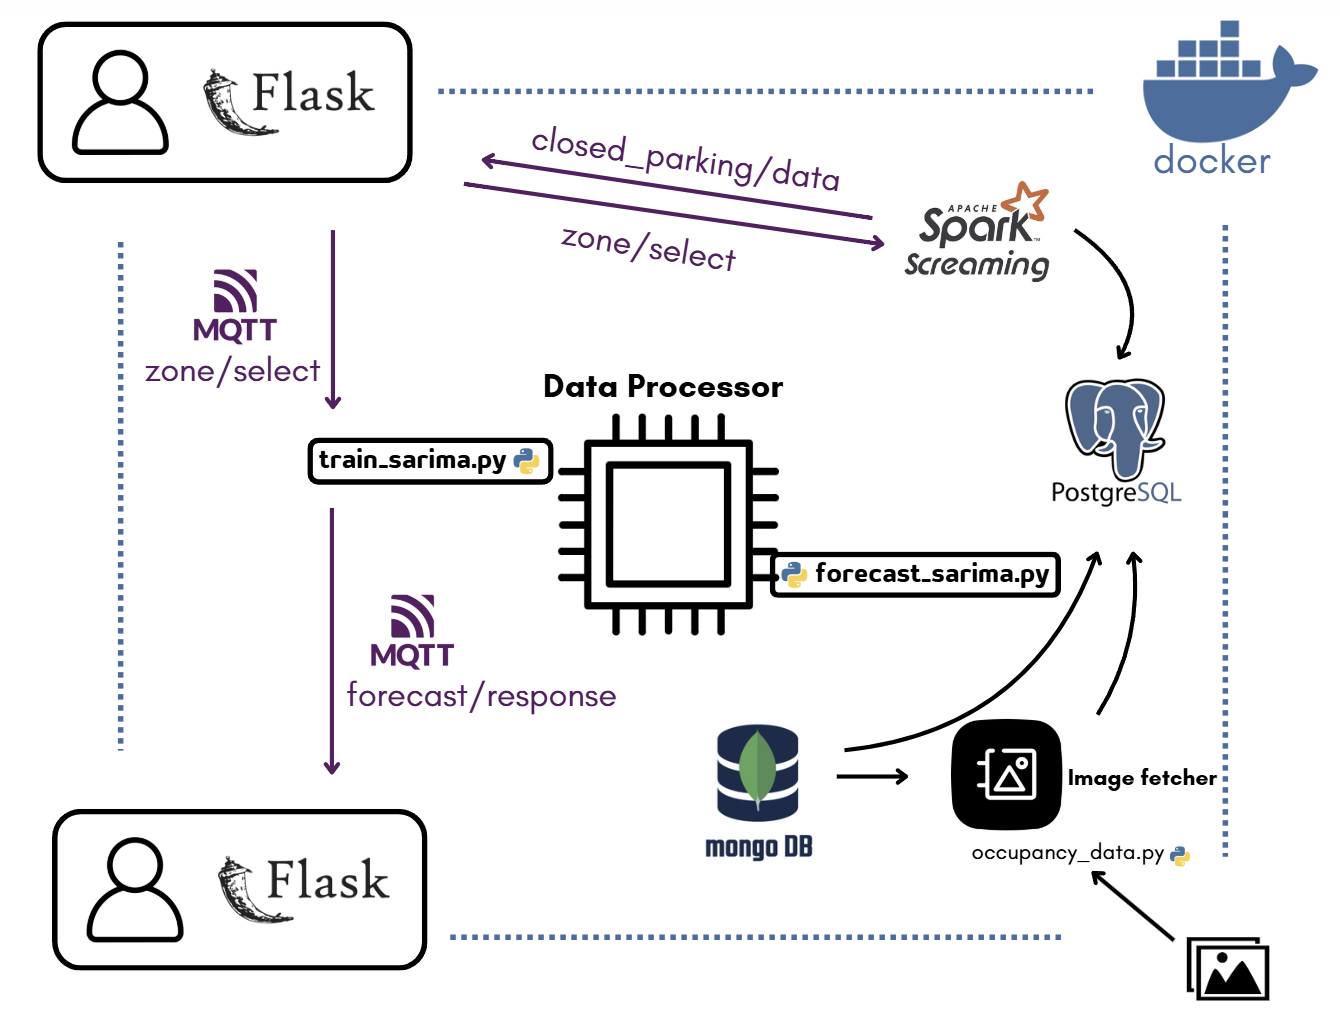 Flask
docker
closed_parking/data
zone/select
APACHE
Spark
TM
Screaming
MQTT
zone/select
Data Processor
train_sarima.py
PostgreSQL
forecast_sarima.py
MQTT
forecast/response
Image fetcher
mongo DB
occupancy_data.py
Flask